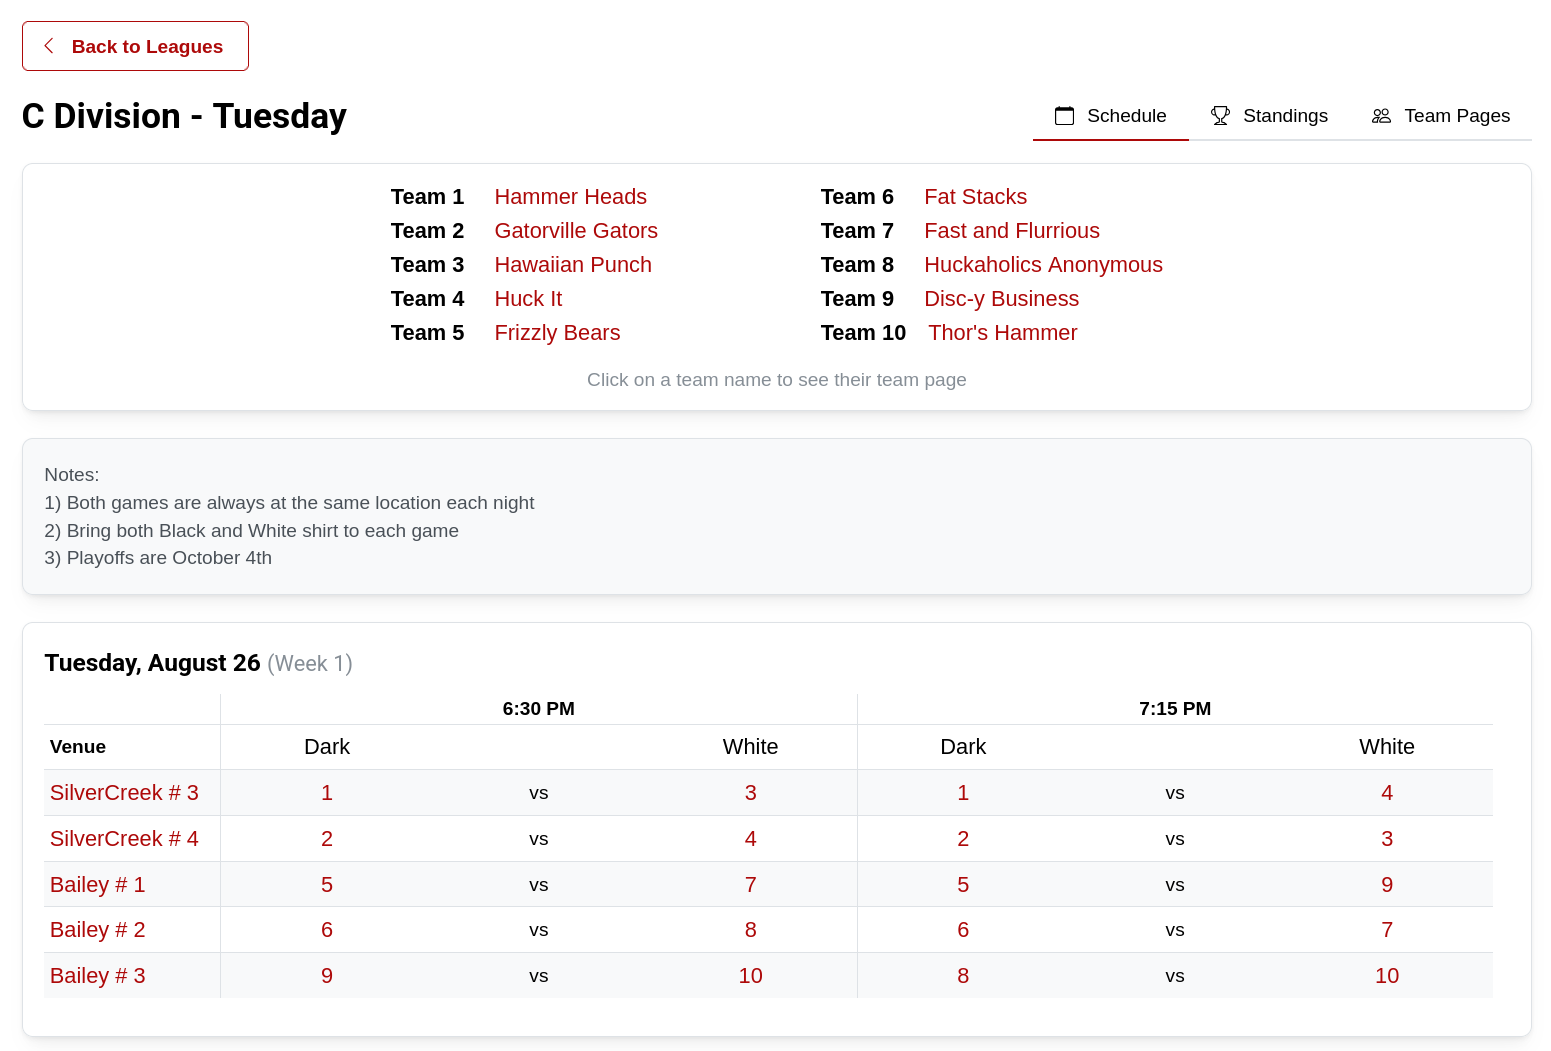 Back to Leagues
C Division - Tuesday
Schedule
Standings
Team Pages
Team 1 Hammer Heads
Team 2 Gatorville Gators
Team 3 Hawaiian Punch
Team 4 Huck It
Team 5 Frizzly Bears
Team 6 Fat Stacks
Team 7 Fast and Flurrious
Team 8 Huckaholics Anonymous
Team 9 Disc-y Business
Team 10 Thor's Hammer
Click on a team name to see their team page
Notes:
1) Both games are always at the same location each night
2) Bring both Black and White shirt to each game
3) Playoffs are October 4th
Tuesday, August 26 (Week 1)
6:30 PM 7:15 PM
Venue Dark White Dark White
SilverCreek # 3 1 vs 3 1 vs 4
SilverCreek # 4 2 vs 4 2 vs 3
Bailey # 1 5 vs 7 5 vs 9
Bailey # 2 6 vs 8 6 vs 7
Bailey # 3 9 vs 10 8 vs 10